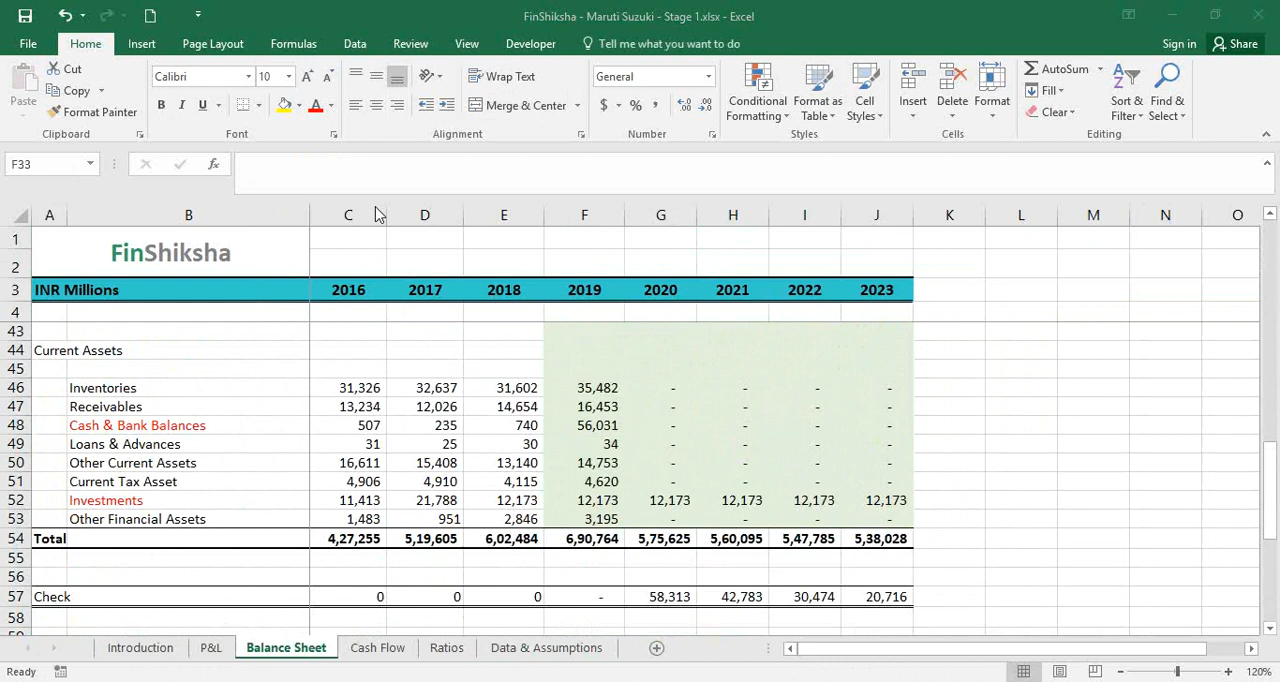 FinShiksha - Maruti Suzuki - Stage 1.xlsx - Excel
File Home Insert Page Layout Formulas Data Review View Developer Tell me what you want to do Sign in Share
Paste Cut Copy Format Painter Clipboard
Calibri 10 B I U Font
Wrap Text Merge & Center Alignment
General $ % , Number
Conditional Formatting Format as Table Cell Styles Styles
Insert Delete Format Cells
AutoSum Fill Clear Sort & Filter Find & Select Editing
F33 fx
A B C D E F G H I J K L M N O
1
2 FinShiksha
3 INR Millions 2016 2017 2018 2019 2020 2021 2022 2023
4
43
44 Current Assets
45
46 Inventories 31,326 32,637 31,602 35,482 - - - -
47 Receivables 13,234 12,026 14,654 16,453 - - - -
48 Cash & Bank Balances 507 235 740 56,031 - - - -
49 Loans & Advances 31 25 30 34 - - - -
50 Other Current Assets 16,611 15,408 13,140 14,753 - - - -
51 Current Tax Asset 4,906 4,910 4,115 4,620 - - - -
52 Investments 11,413 21,788 12,173 12,173 12,173 12,173 12,173 12,173
53 Other Financial Assets 1,483 951 2,846 3,195 - - - -
54 Total 4,27,255 5,19,605 6,02,484 6,90,764 5,75,625 5,60,095 5,47,785 5,38,028
55
56
57 Check 0 0 0 - 58,313 42,783 30,474 20,716
58
Introduction P&L Balance Sheet Cash Flow Ratios Data & Assumptions
Ready 120%